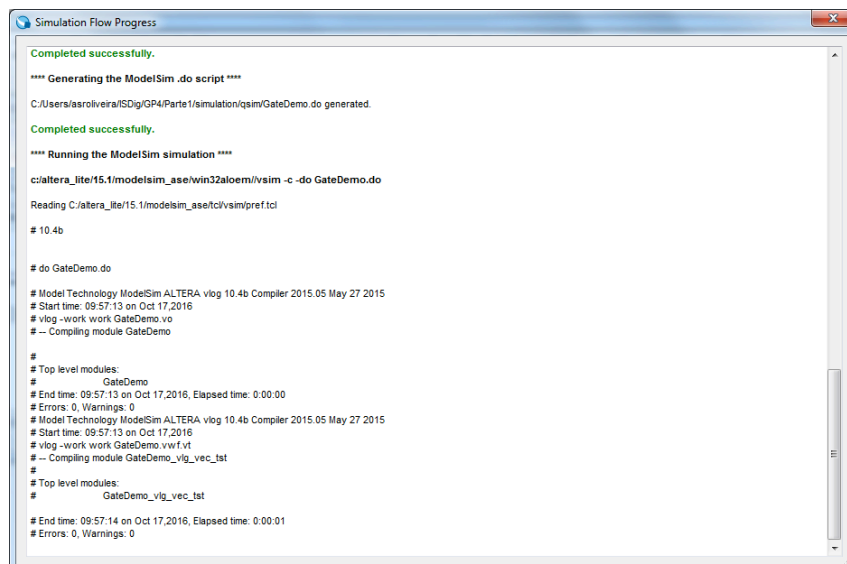 Simulation Flow Progress
Completed successfully.
**** Generating the ModelSim .do script ****
C:/Users/asroliveira/ISDig/GP4/Parte1/simulation/qsim/GateDemo.do generated.
Completed successfully.
**** Running the ModelSim simulation ****
c:/altera_lite/15.1/modelsim_ase/win32aloem//vsim -c -do GateDemo.do
Reading C:/altera_lite/15.1/modelsim_ase/tcl/vsim/pref.tcl
# 10.4b
# do GateDemo.do
# Model Technology ModelSim ALTERA vlog 10.4b Compiler 2015.05 May 27 2015
# Start time: 09:57:13 on Oct 17,2016
# vlog -work work GateDemo.vo
# -- Compiling module GateDemo
#
# Top level modules:
# GateDemo
# End time: 09:57:13 on Oct 17,2016, Elapsed time: 0:00:00
# Errors: 0, Warnings: 0
# Model Technology ModelSim ALTERA vlog 10.4b Compiler 2015.05 May 27 2015
# Start time: 09:57:13 on Oct 17,2016
# vlog -work work GateDemo.vwf.vt
# -- Compiling module GateDemo_vlg_vec_tst
#
# Top level modules:
# GateDemo_vlg_vec_tst
# End time: 09:57:14 on Oct 17,2016, Elapsed time: 0:00:01
# Errors: 0, Warnings: 0